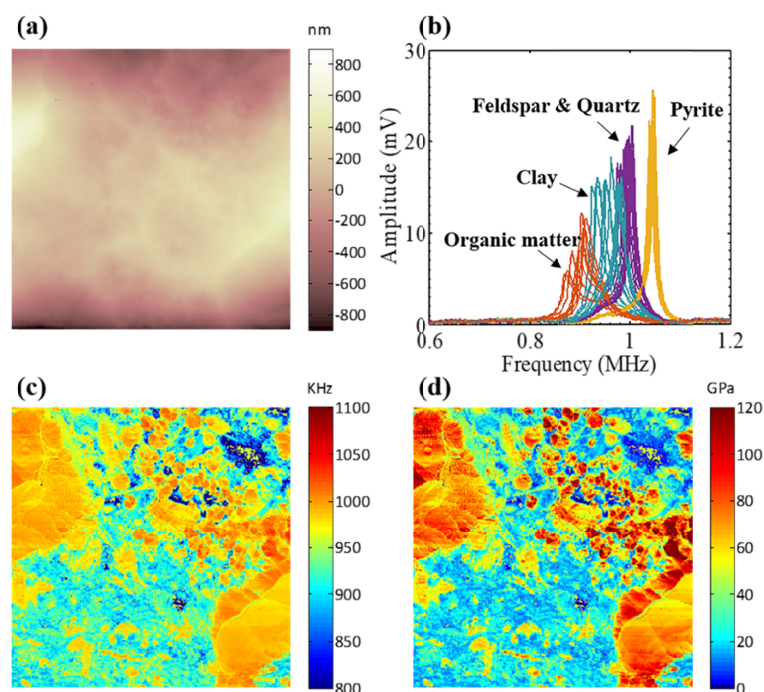 (a)
nm
800
600
400
200
0
-200
-400
-600
-800
(b)
30
20
10
0
Amplitude (mV)
Feldspar & Quartz
Pyrite
Clay
Organic matter
0.6
0.8
1
1.2
Frequency (MHz)
(c)
KHz
1100
1050
1000
950
900
850
800
(d)
GPa
120
100
80
60
40
20
0